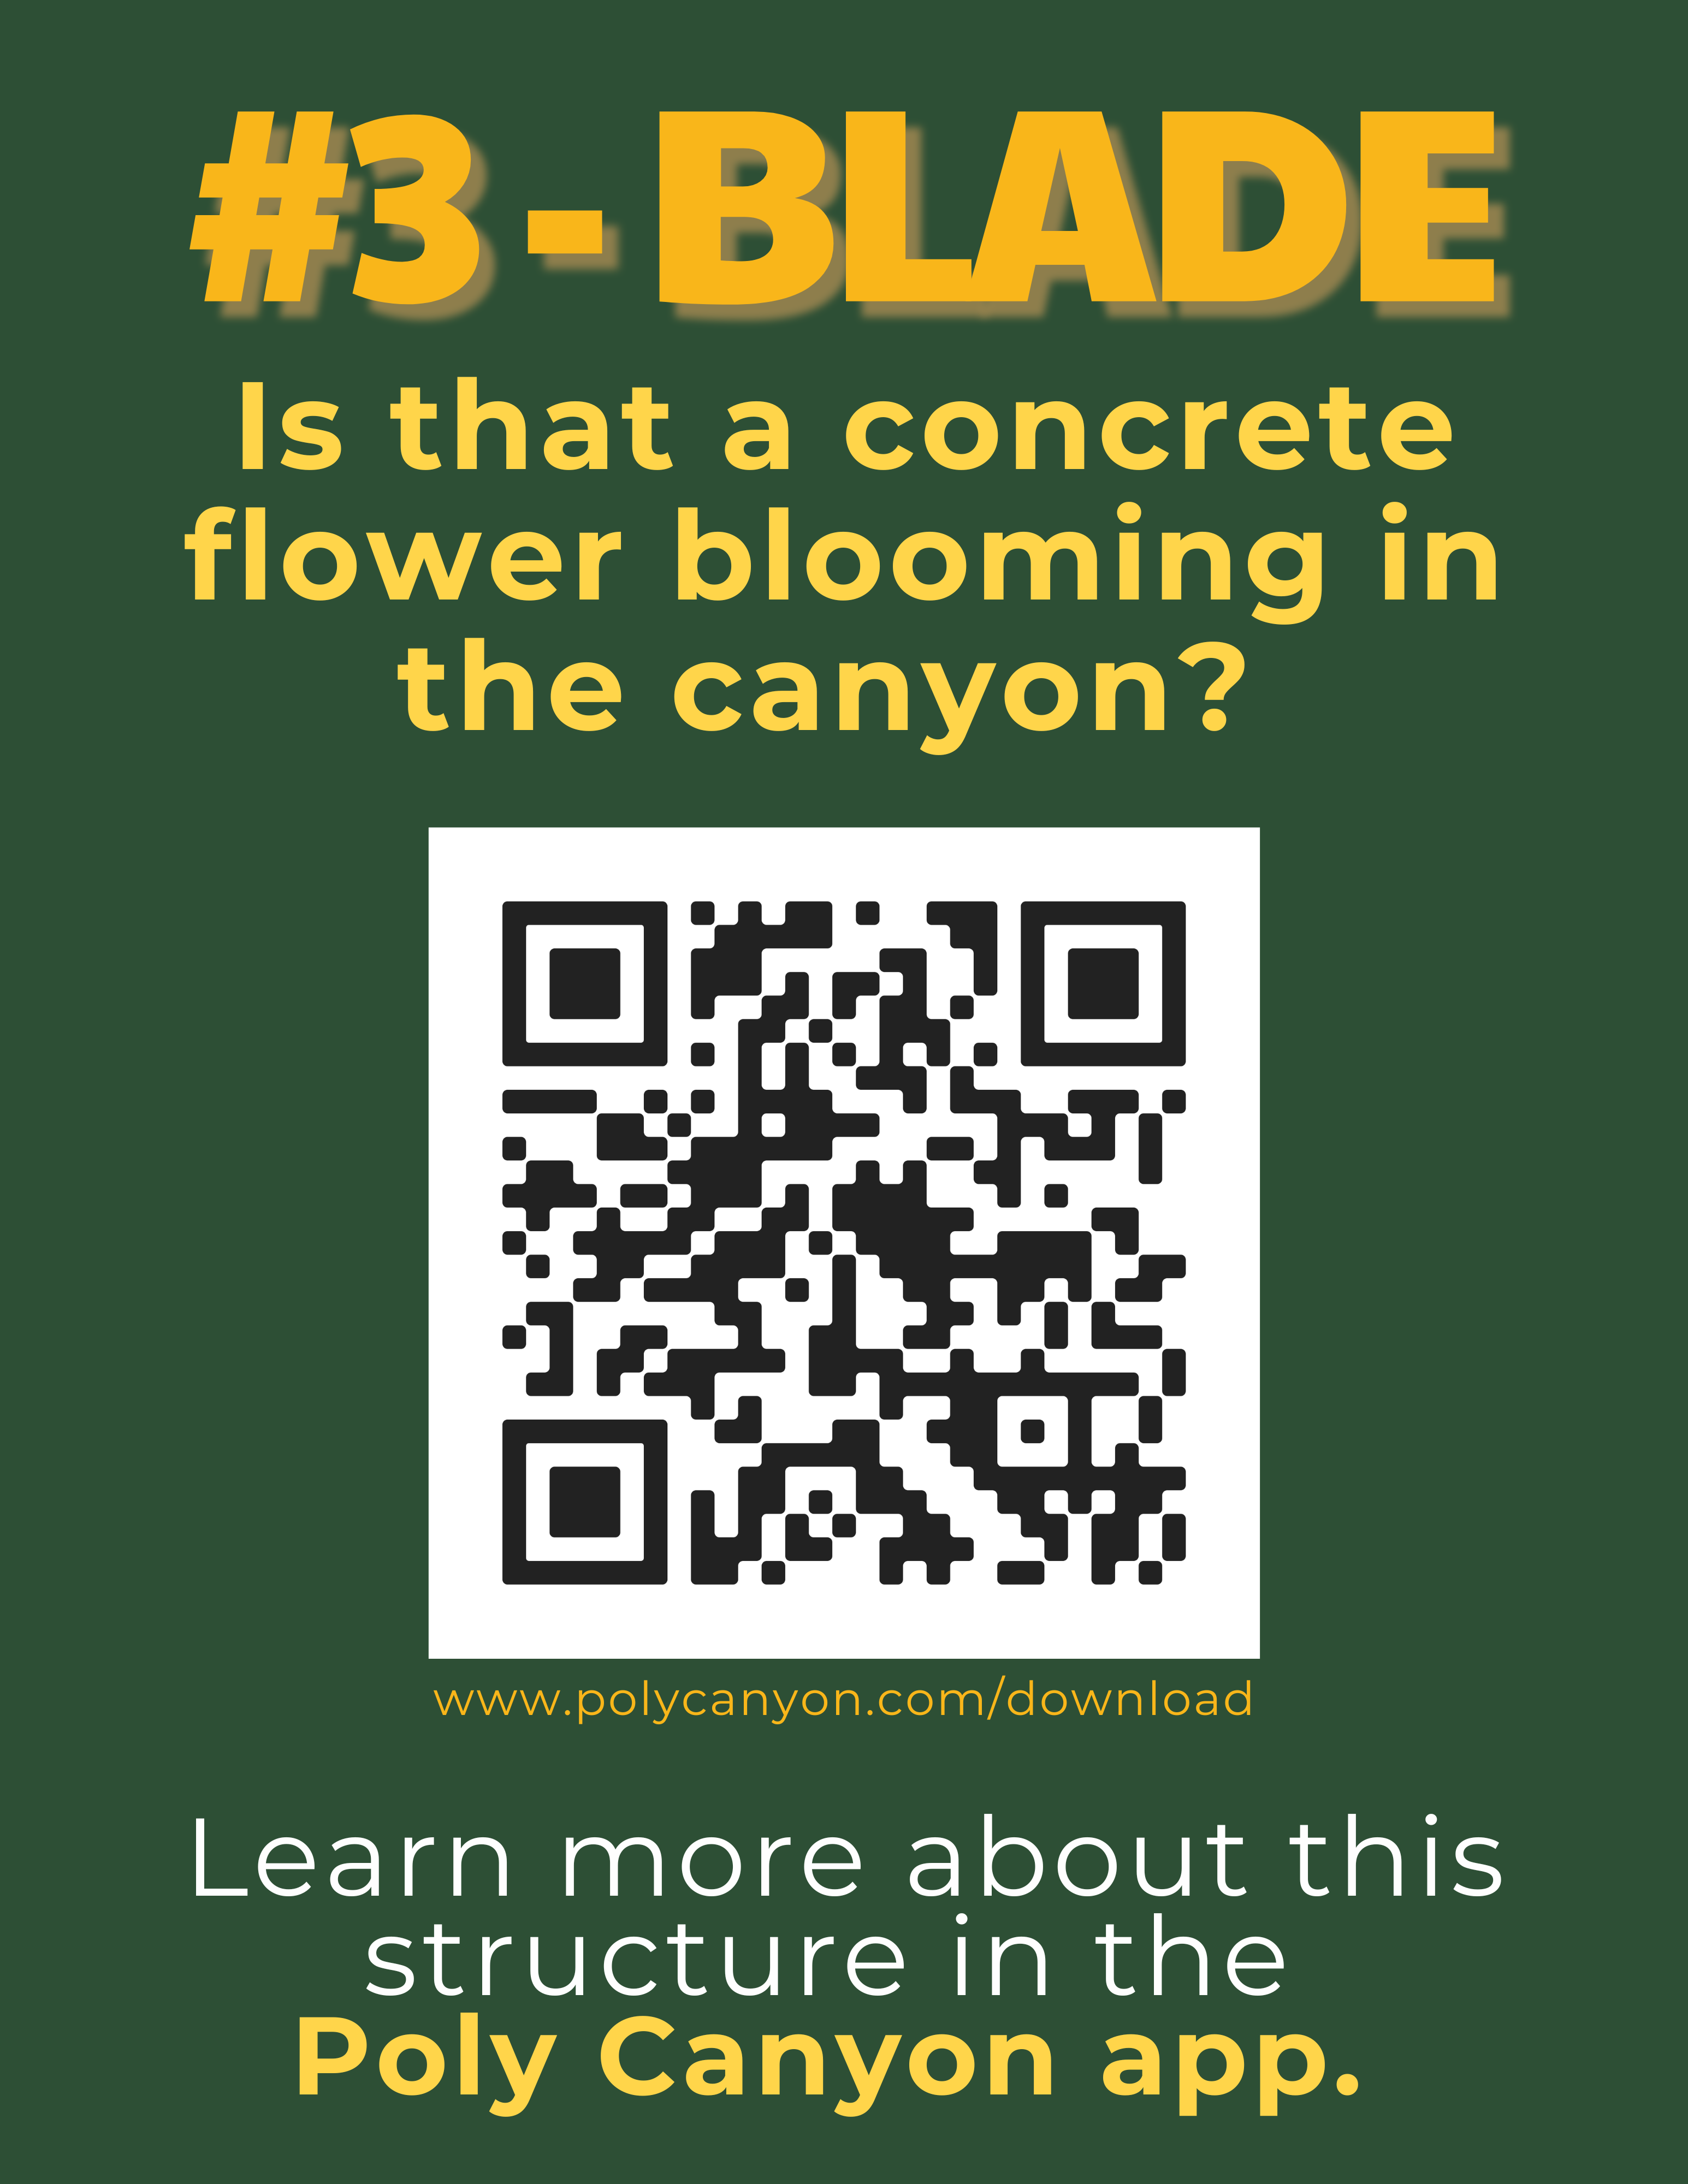 #3 - BLADE
Is that a concrete
flower blooming in
the canyon?
www.polycanyon.com/download
Learn more about this
structure in the
Poly Canyon app.